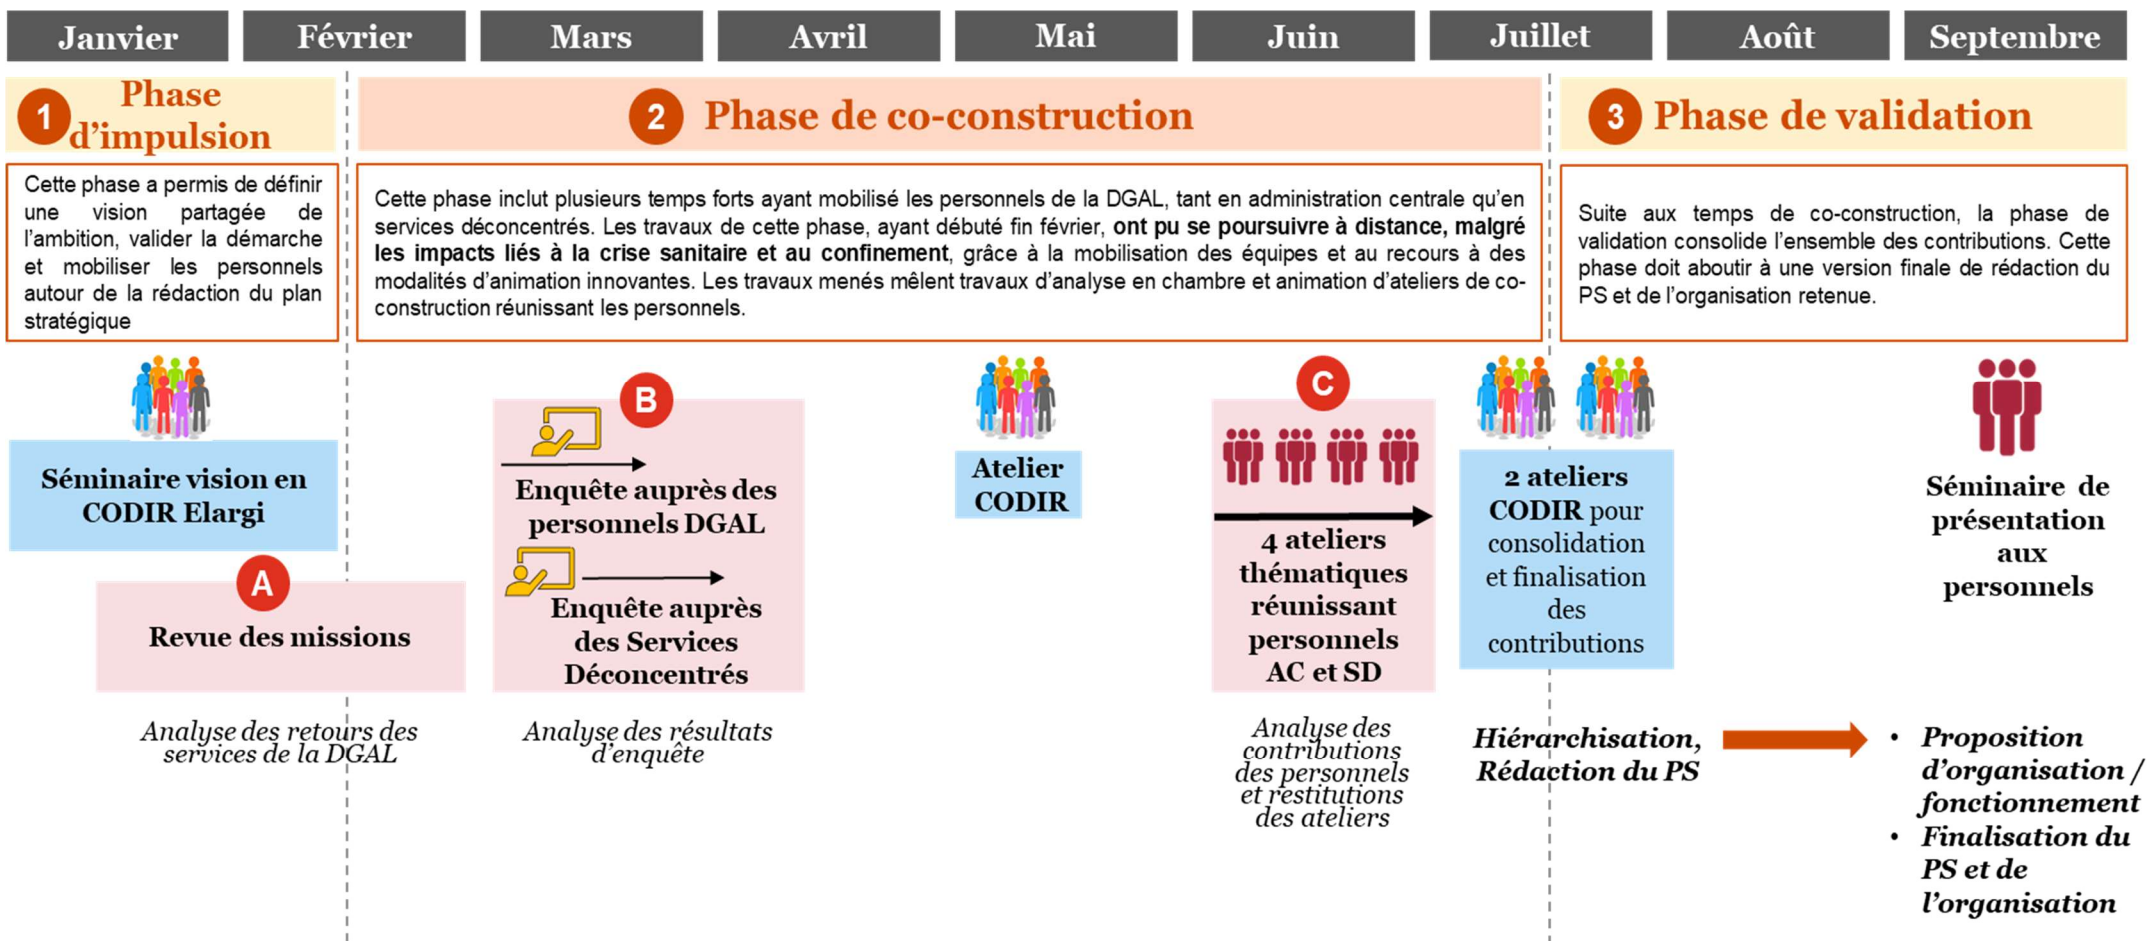 Janvier
Février
Mars
Avril
Mai
Juin
Juillet
Août
Septembre
1
Phase
d'impulsion
2
Phase de co-construction
3
Phase de validation
Cette phase a permis de définir
une vision partagée de
l'ambition, valider la démarche
et mobiliser les personnels
autour de la rédaction du plan
stratégique
Cette phase inclut plusieurs temps forts ayant mobilisé les personnels de la DGAL, tant en administration centrale qu'en
services déconcentrés. Les travaux de cette phase, ayant débuté fin février, ont pu se poursuivre à distance, malgré
les impacts liés à la crise sanitaire et au confinement, grâce à la mobilisation des équipes et au recours à des
modalités d'animation innovantes. Les travaux menés mêlent travaux d'analyse en chambre et animation d'ateliers de co-
construction réunissant les personnels.
Suite aux temps de co-construction, la phase de
validation consolide l'ensemble des contributions. Cette
phase doit aboutir à une version finale de rédaction du
PS et de l'organisation retenue.
Séminaire vision en
CODIR Elargi
A
Revue des missions
Analyse des retours des
services de la DGAL
B
Enquête auprès des
personnels DGAL
Enquête auprès
des Services
Déconcentrés
Analyse des résultats
d'enquête
Atelier
CODIR
C
4 ateliers
thématiques
réunissant
personnels
AC et SD
Analyse des
contributions
des personnels
et restitutions
des ateliers
2 ateliers
CODIR pour
consolidation
et finalisation
des
contributions
Hiérarchisation,
Rédaction du PS
Séminaire de
présentation
aux
personnels
• Proposition
d'organisation /
fonctionnement
• Finalisation du
PS et de
l'organisation